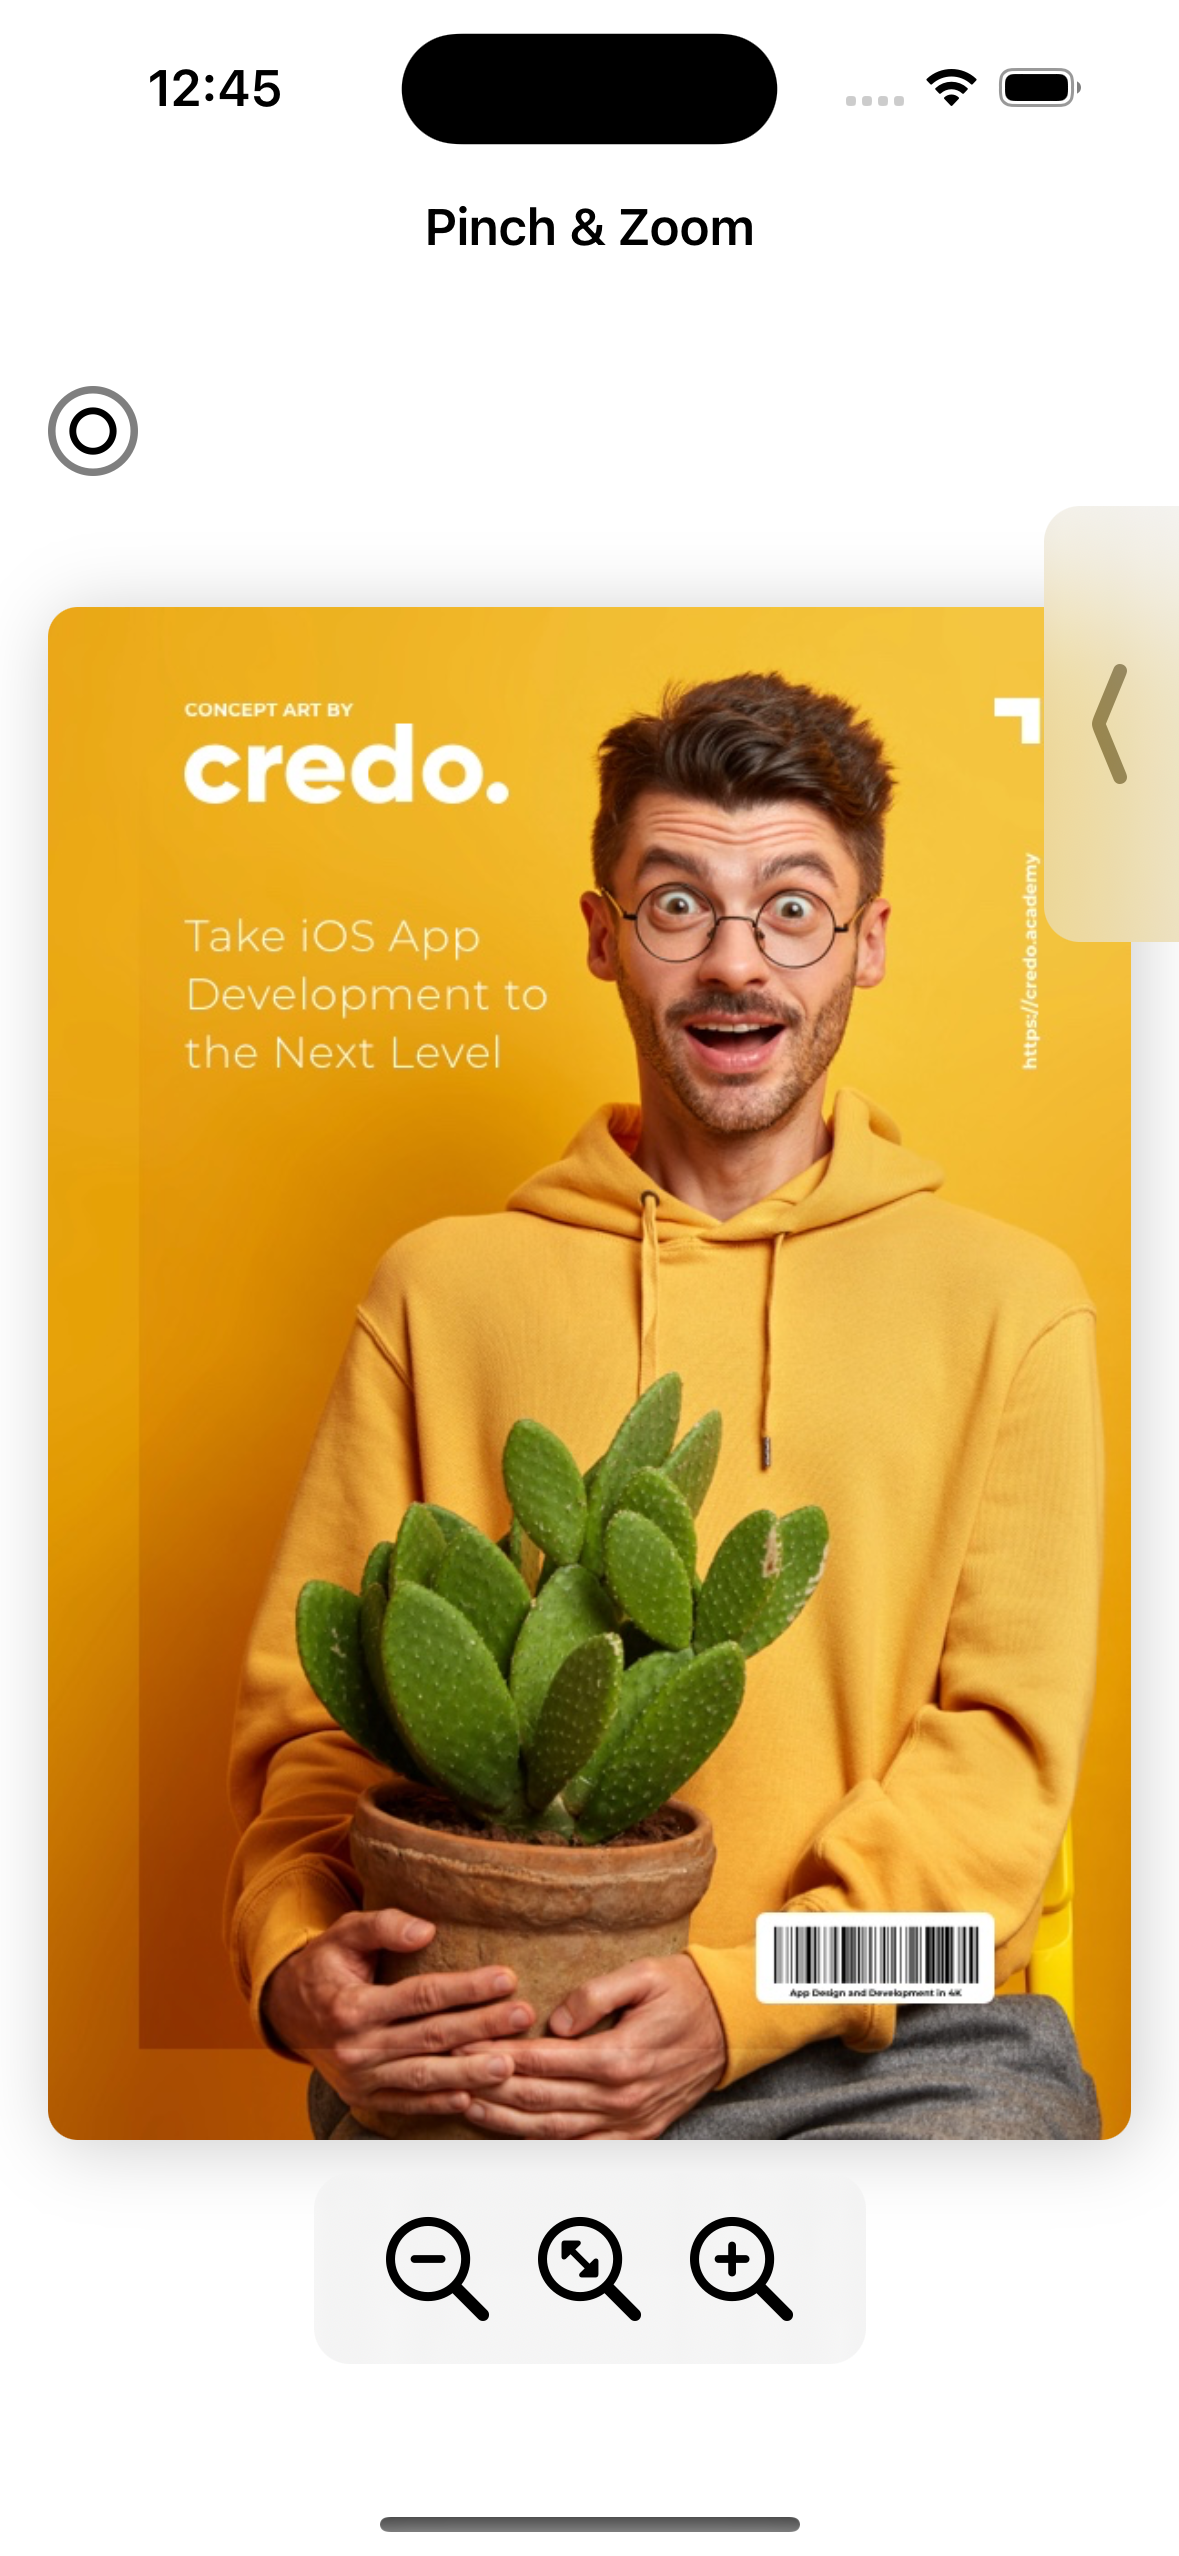 12:45
Pinch & Zoom
CONCEPT ART BY
credo.
Take iOS App
Development to
the Next Level
https://credo.academy
App Design and Development in 4K